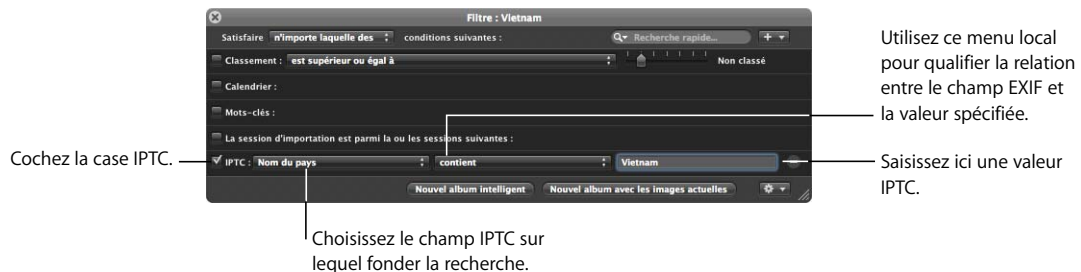 Filtre : Vietnam
Satisfaire n'importe laquelle des conditions suivantes : Recherche rapide...
Classement : est supérieur ou égal à Non classé
Calendrier :
Mots-clés :
La session d'importation est parmi la ou les sessions suivantes :
IPTC : Nom du pays contient Vietnam
Nouvel album intelligent Nouvel album avec les images actuelles
Utilisez ce menu local
pour qualifier la relation
entre le champ EXIF et
la valeur spécifiée.
Cochez la case IPTC.
Saisissez ici une valeur
IPTC.
Choisissez le champ IPTC sur
lequel fonder la recherche.